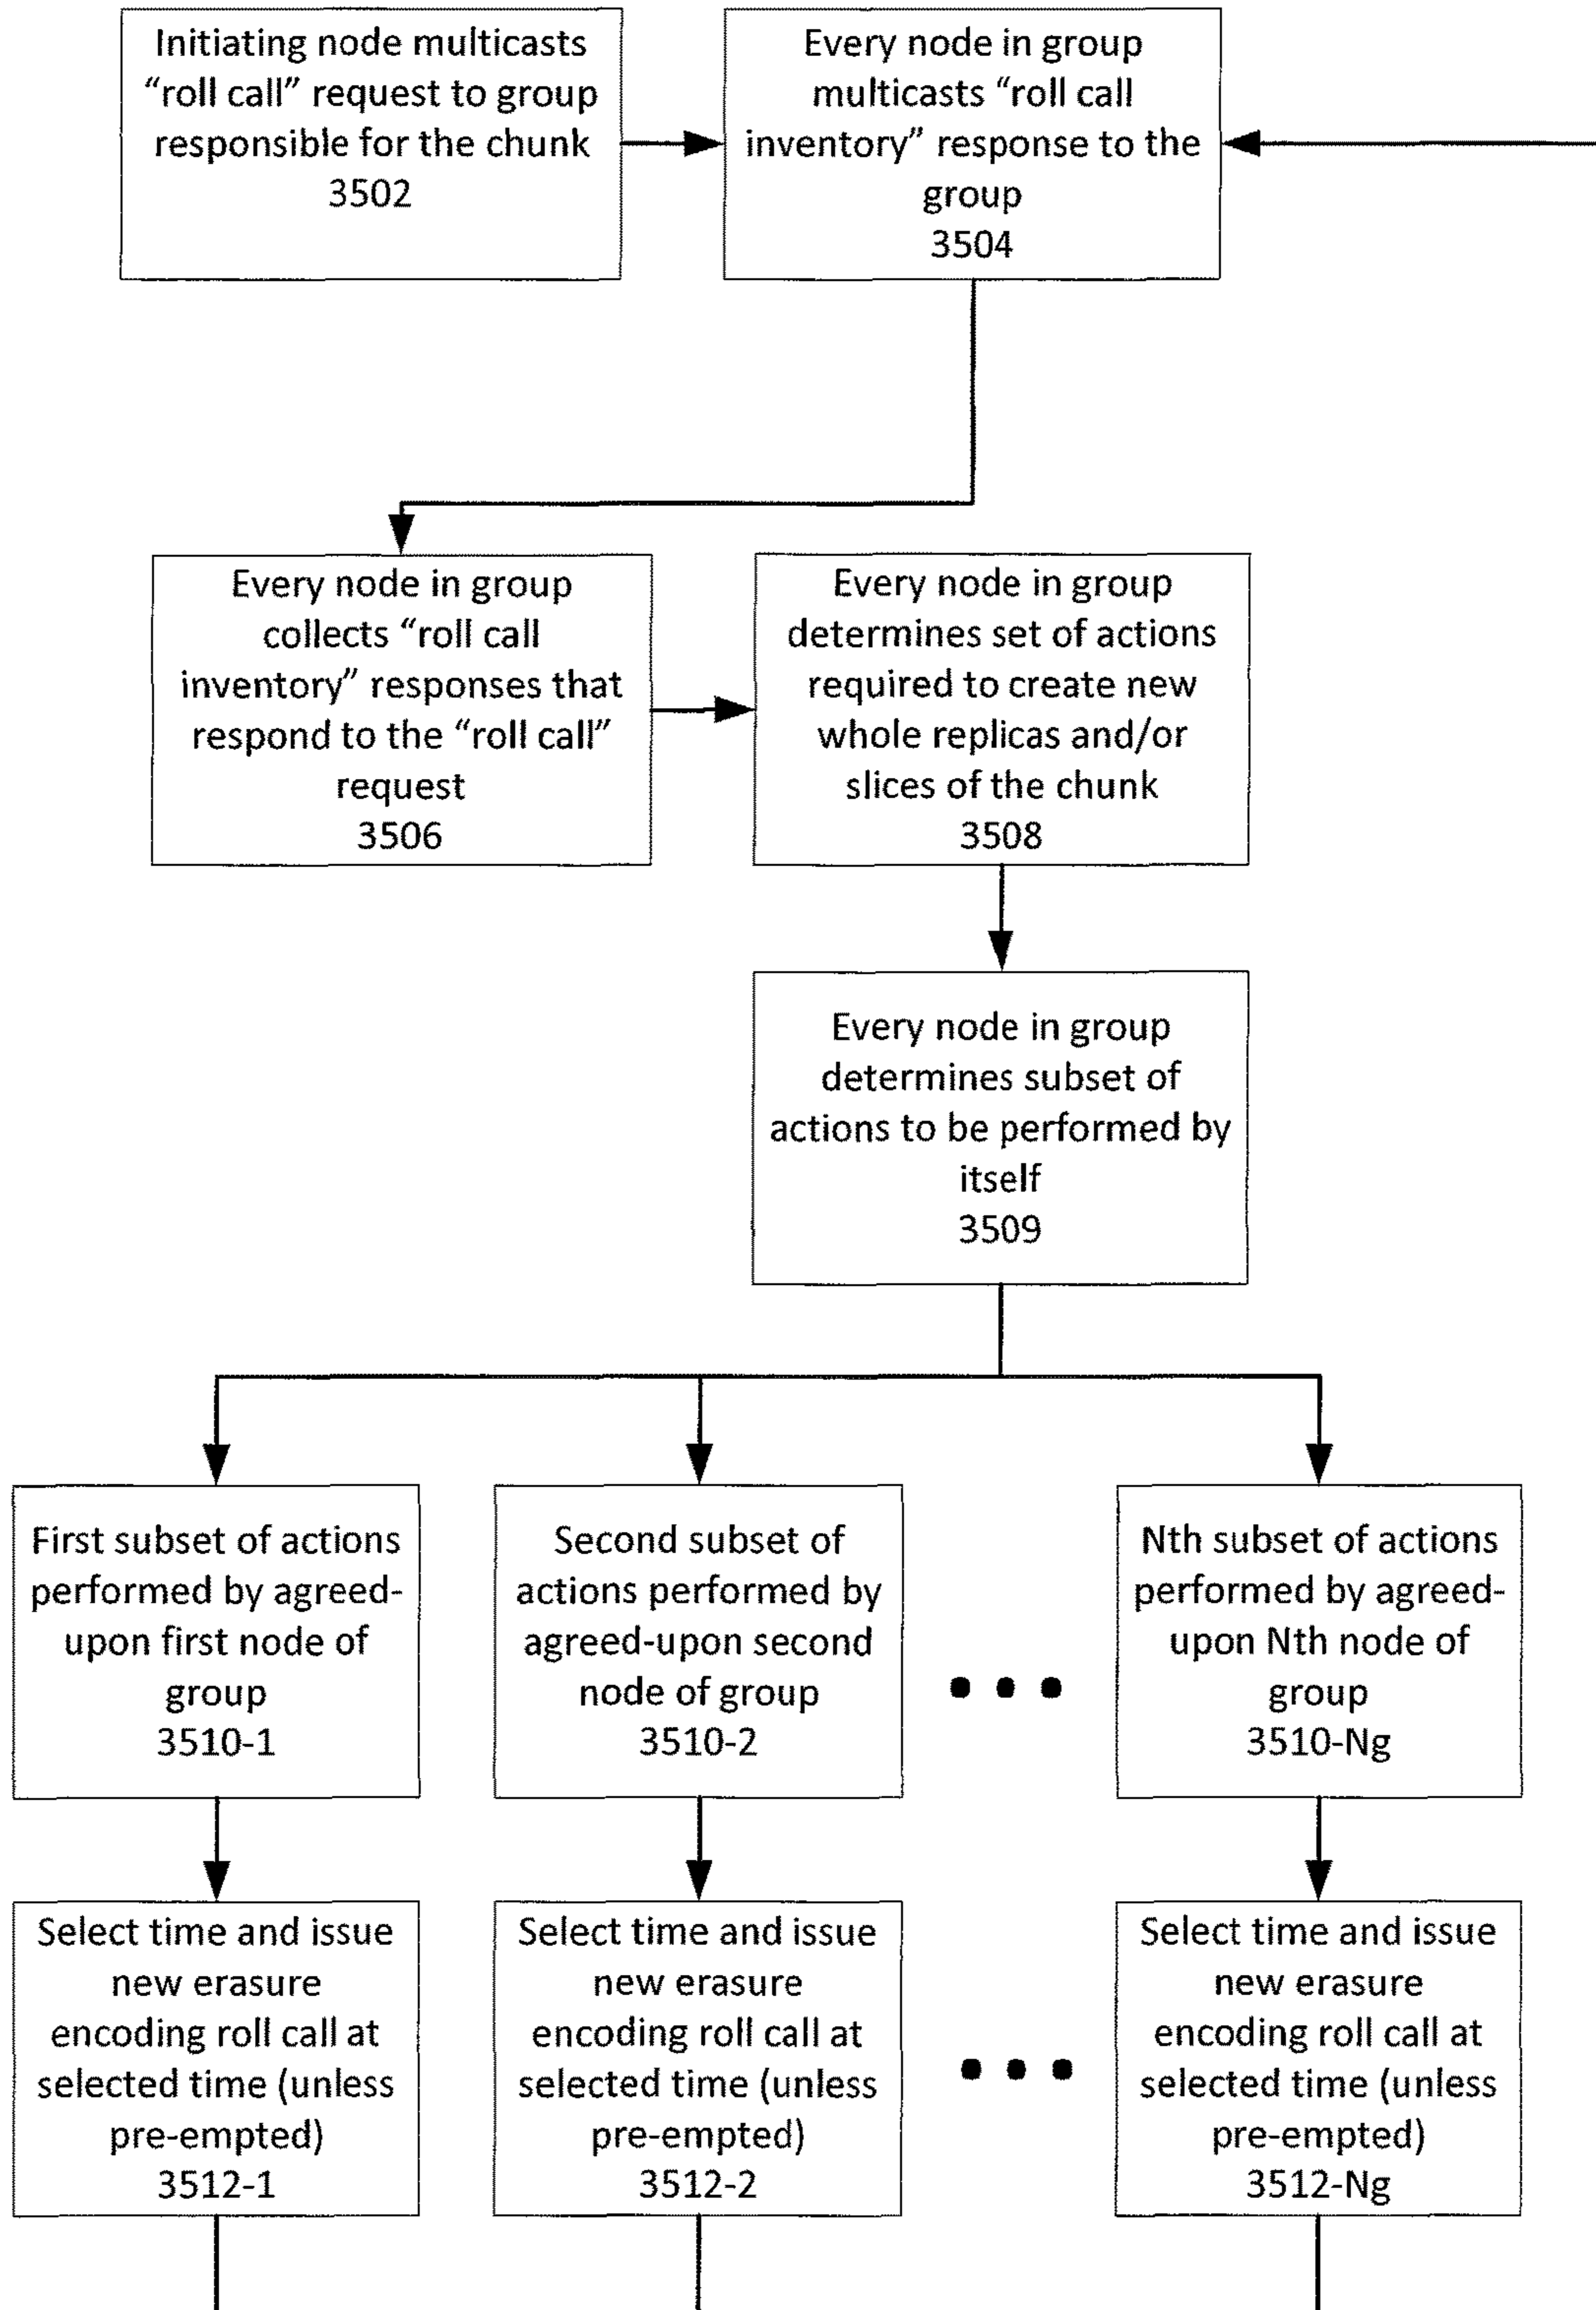 Initiating node multicasts
“roll call” request to group
responsible for the chunk
3502
Every node in group
multicasts “roll call
inventory” response to the
group
3504
Every node in group
collects “roll call
inventory” responses that
respond to the “roll call”
request
3506
Every node in group
determines set of actions
required to create new
whole replicas and/or
slices of the chunk
3508
Every node in group
determines subset of
actions to be performed by
itself
3509
First subset of actions
performed by agreed-
upon first node of
group
3510-1
Second subset of
actions performed by
agreed-upon second
node of group
3510-2
Nth subset of actions
performed by agreed-
upon Nth node of
group
3510-Ng
Select time and issue
new erasure
encoding roll call at
selected time (unless
pre-empted)
3512-1
Select time and issue
new erasure
encoding roll call at
selected time (unless
pre-empted)
3512-2
Select time and issue
new erasure
encoding roll call at
selected time (unless
pre-empted)
3512-Ng